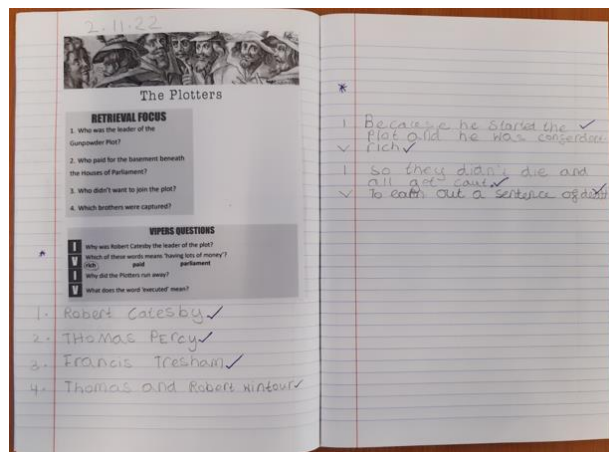 2.11.22
The Plotters
RETRIEVAL FOCUS
1. Who was the leader of the
Gunpowder Plot?
2. Who paid for the basement beneath
the Houses of Parliament?
3. Who didn't want to join the plot?
4. Which brothers were captured?
VIPERS QUESTIONS
I Why was Robert Catesby the leader of the plot?
V Which of these words means 'having lots of money'?
rich paid parliament
I Why did the Plotters run away?
V What does the word 'executed' mean?
1. Robert Catesby
2. THoMas PErcy
3. Francis Tresham
4. Thomas and Robert Wintour
I Because he started the
plot and he was
V rich
I so they didn't die and
all get
V To out a sentence of